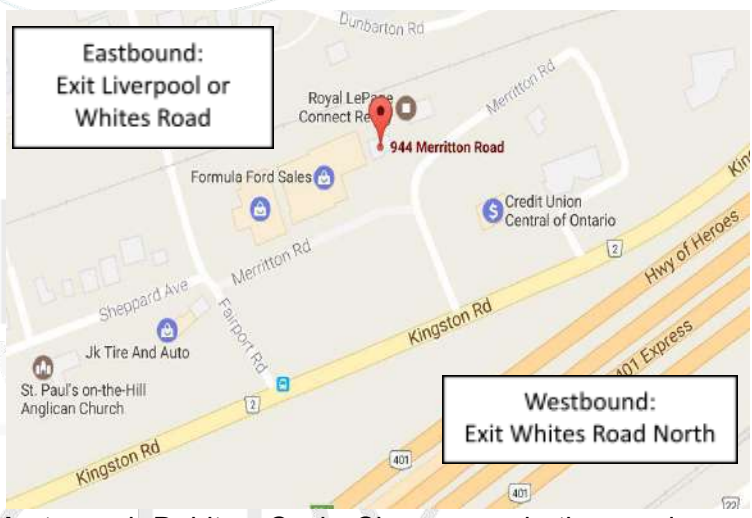 Dunbarton Rd
Eastbound:
Exit Liverpool or
Whites Road
Royal LePage
Connect Re
Merritton Rd
944 Merritton Road
Formula Ford Sales
Credit Union
Central of Ontario
King
2
Hwy of Heroes
Merritton Rd
Sheppard Ave
Fairport Rd
Kingston Rd
401 Express
Jk Tire And Auto
St. Paul's on-the-Hill
Anglican Church
2
Westbound:
Exit Whites Road North
Kingston Rd
401
401
22